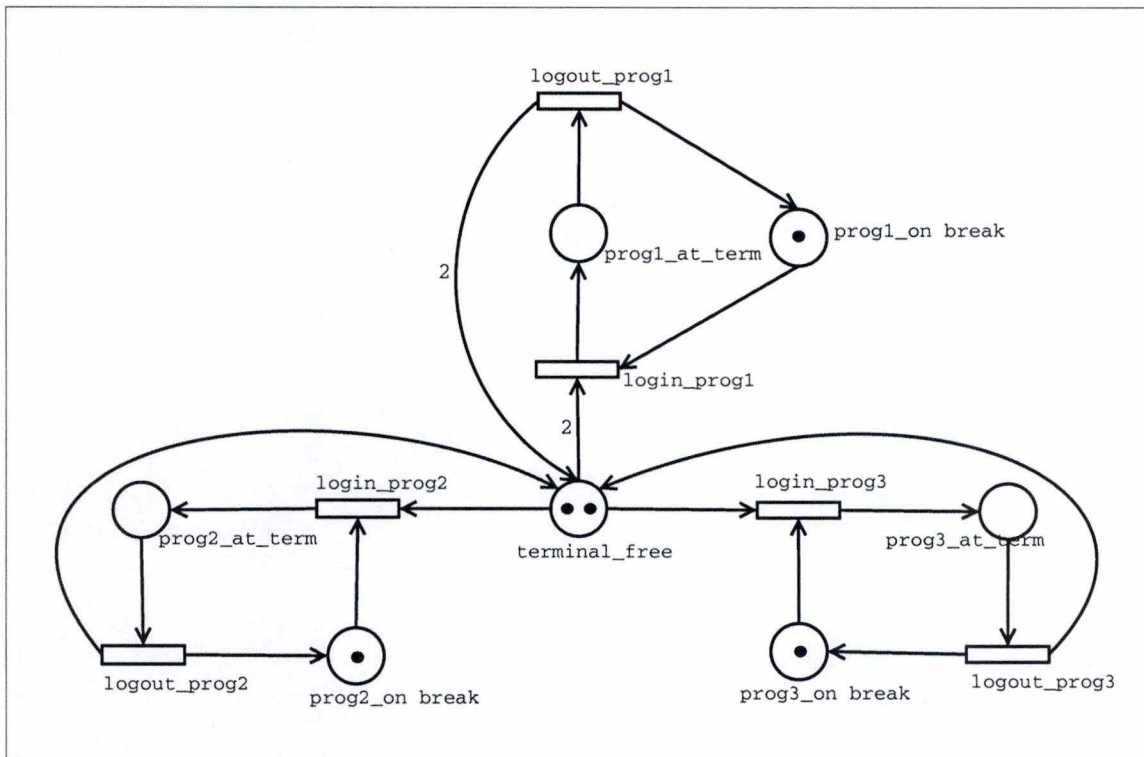 logout_prog1
prog1_on break
prog1_at_term
2
login_prog1
2
login_prog2
login_prog3
prog2_at_term
terminal_free
prog3_at_term
logout_prog2
prog2_on break
prog3_on break
logout_prog3